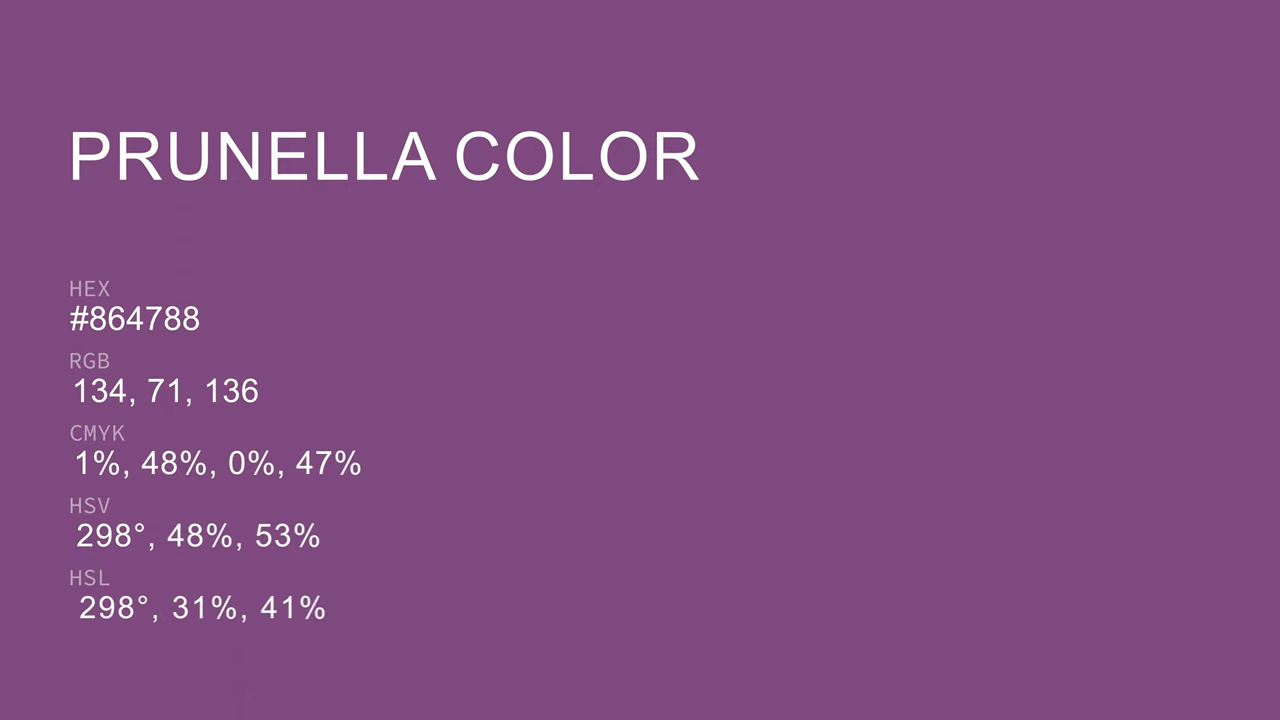 PRUNELLA COLOR
HEX
#864788
RGB
134, 71, 136
CMYK
1%, 48%, 0%, 47%
HSV
298°, 48%, 53%
HSL
298°, 31%, 41%